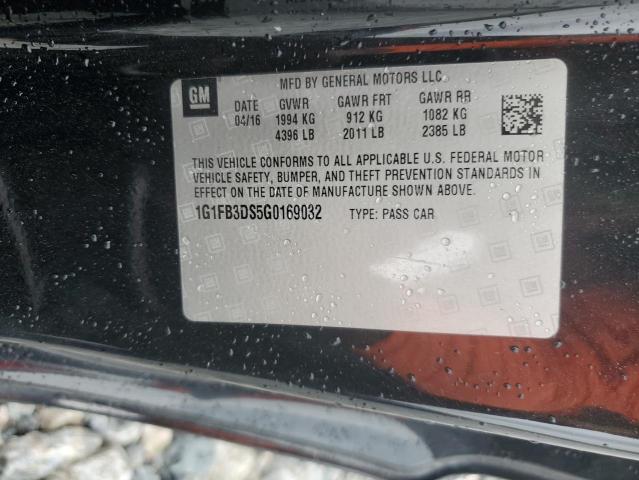 GM
MFD BY GENERAL MOTORS LLC
DATE GVWR GAWR FRT GAWR RR
04/16 1994 KG 912 KG 1082 KG
4396 LB 2011 LB 2385 LB
THIS VEHICLE CONFORMS TO ALL APPLICABLE U.S. FEDERAL MOTOR
VEHICLE SAFETY, BUMPER, AND THEFT PREVENTION STANDARDS IN
EFFECT ON THE DATE OF MANUFACTURE SHOWN ABOVE.
1G1FB3DS5G0169032 TYPE: PASS CAR